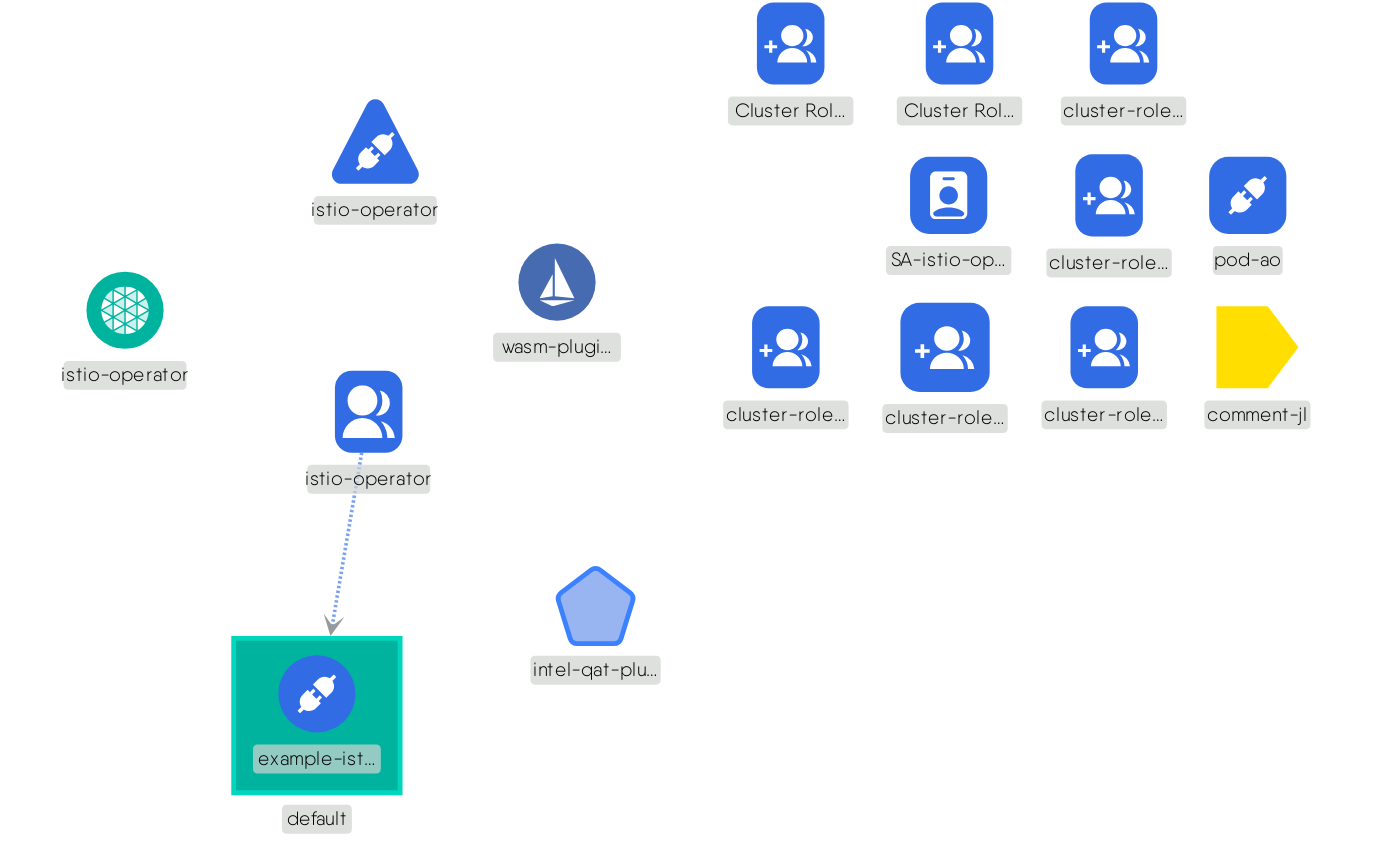 Cluster Rol...
Cluster Rol...
cluster-role...
istio-operator
SA-istio-op...
cluster-role...
pod-ao
wasm-plugi...
istio-operator
cluster-role...
cluster-role...
cluster-role...
comment-jl
istio-operator
intel-qat-plu...
example-ist...
default